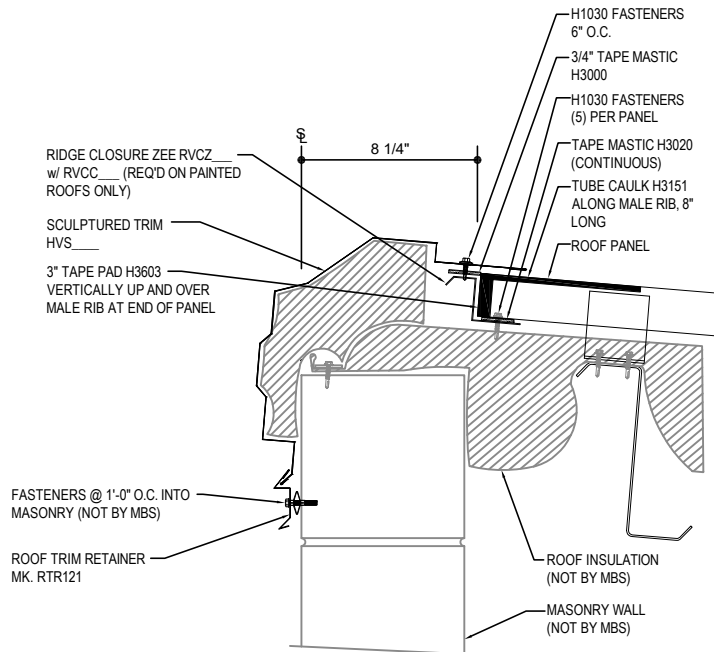 H1030 FASTENERS
6" O.C.
3/4" TAPE MASTIC
H3000
H1030 FASTENERS
(5) PER PANEL
TAPE MASTIC H3020
(CONTINUOUS)
TUBE CAULK H3151
ALONG MALE RIB, 8"
LONG
ROOF PANEL
8 1/4"
RIDGE CLOSURE ZEE RVCZ___
w/ RVCC___ (REQ'D ON PAINTED
ROOFS ONLY)
SCULPTURED TRIM
HVS____
3" TAPE PAD H3603
VERTICALLY UP AND OVER
MALE RIB AT END OF PANEL
FASTENERS @ 1'-0" O.C. INTO
MASONRY (NOT BY MBS)
ROOF TRIM RETAINER
MK. RTR121
ROOF INSULATION
(NOT BY MBS)
MASONRY WALL
(NOT BY MBS)